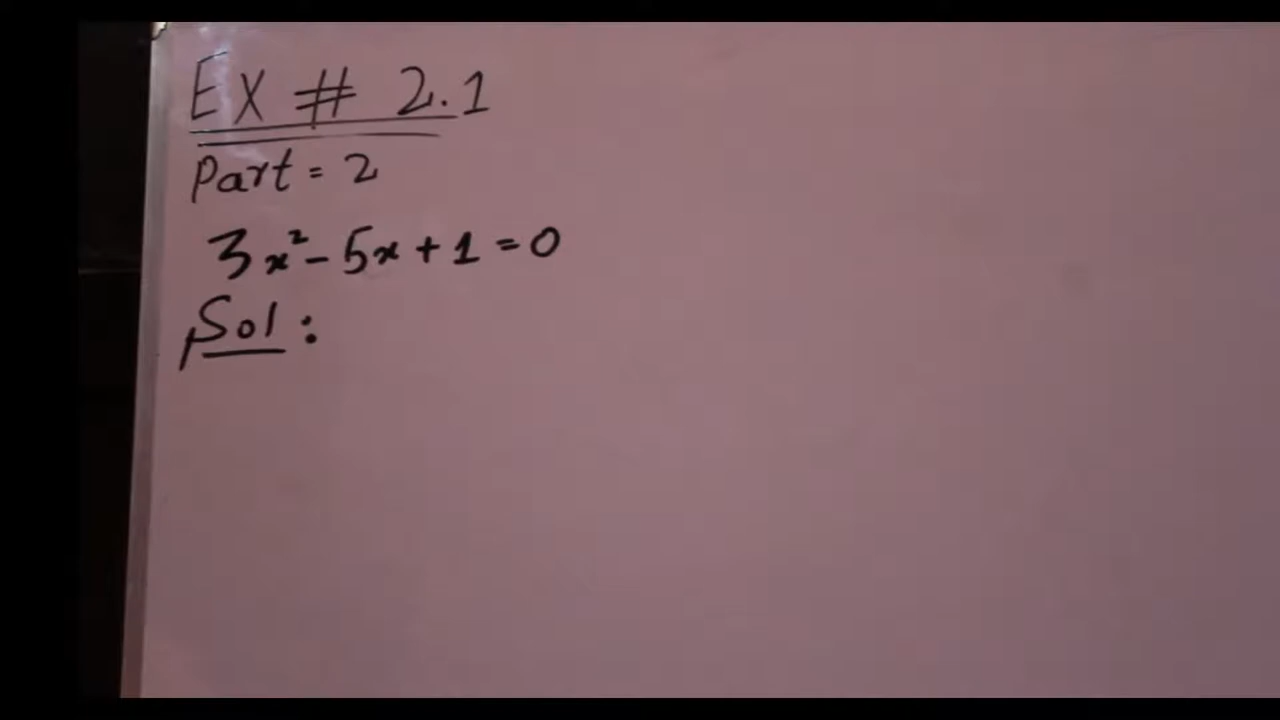 EX # 2.1
Part = 2
3x² - 5x + 1 = 0
Sol :